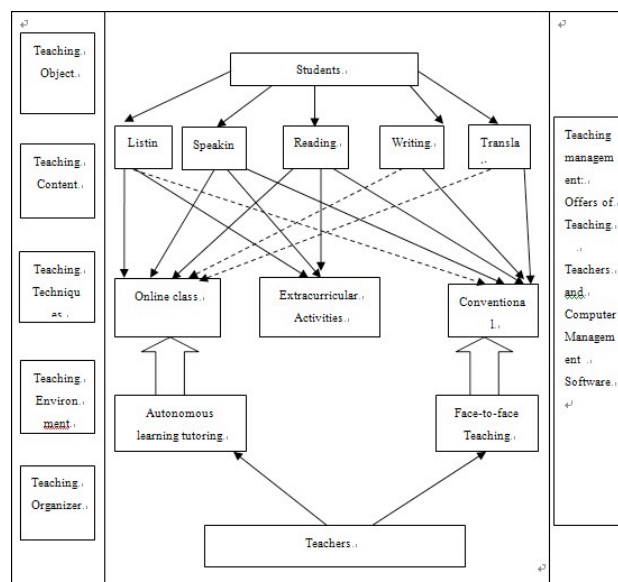 Teaching
Object
Teaching
Content
Teaching
Techniqu
es
Teaching
Environ
ment
Teaching
Organizer
Students
Listin
Speakin
Reading
Writing
Transla
Online class
Extracurricular
Activities
Conventiona
l
Autonomous
learning tutoring
Face-to-face
Teaching
Teachers
Teaching
managem
ent:
Offers of
Teaching
Teachers
and
Computer
Managem
ent
Software